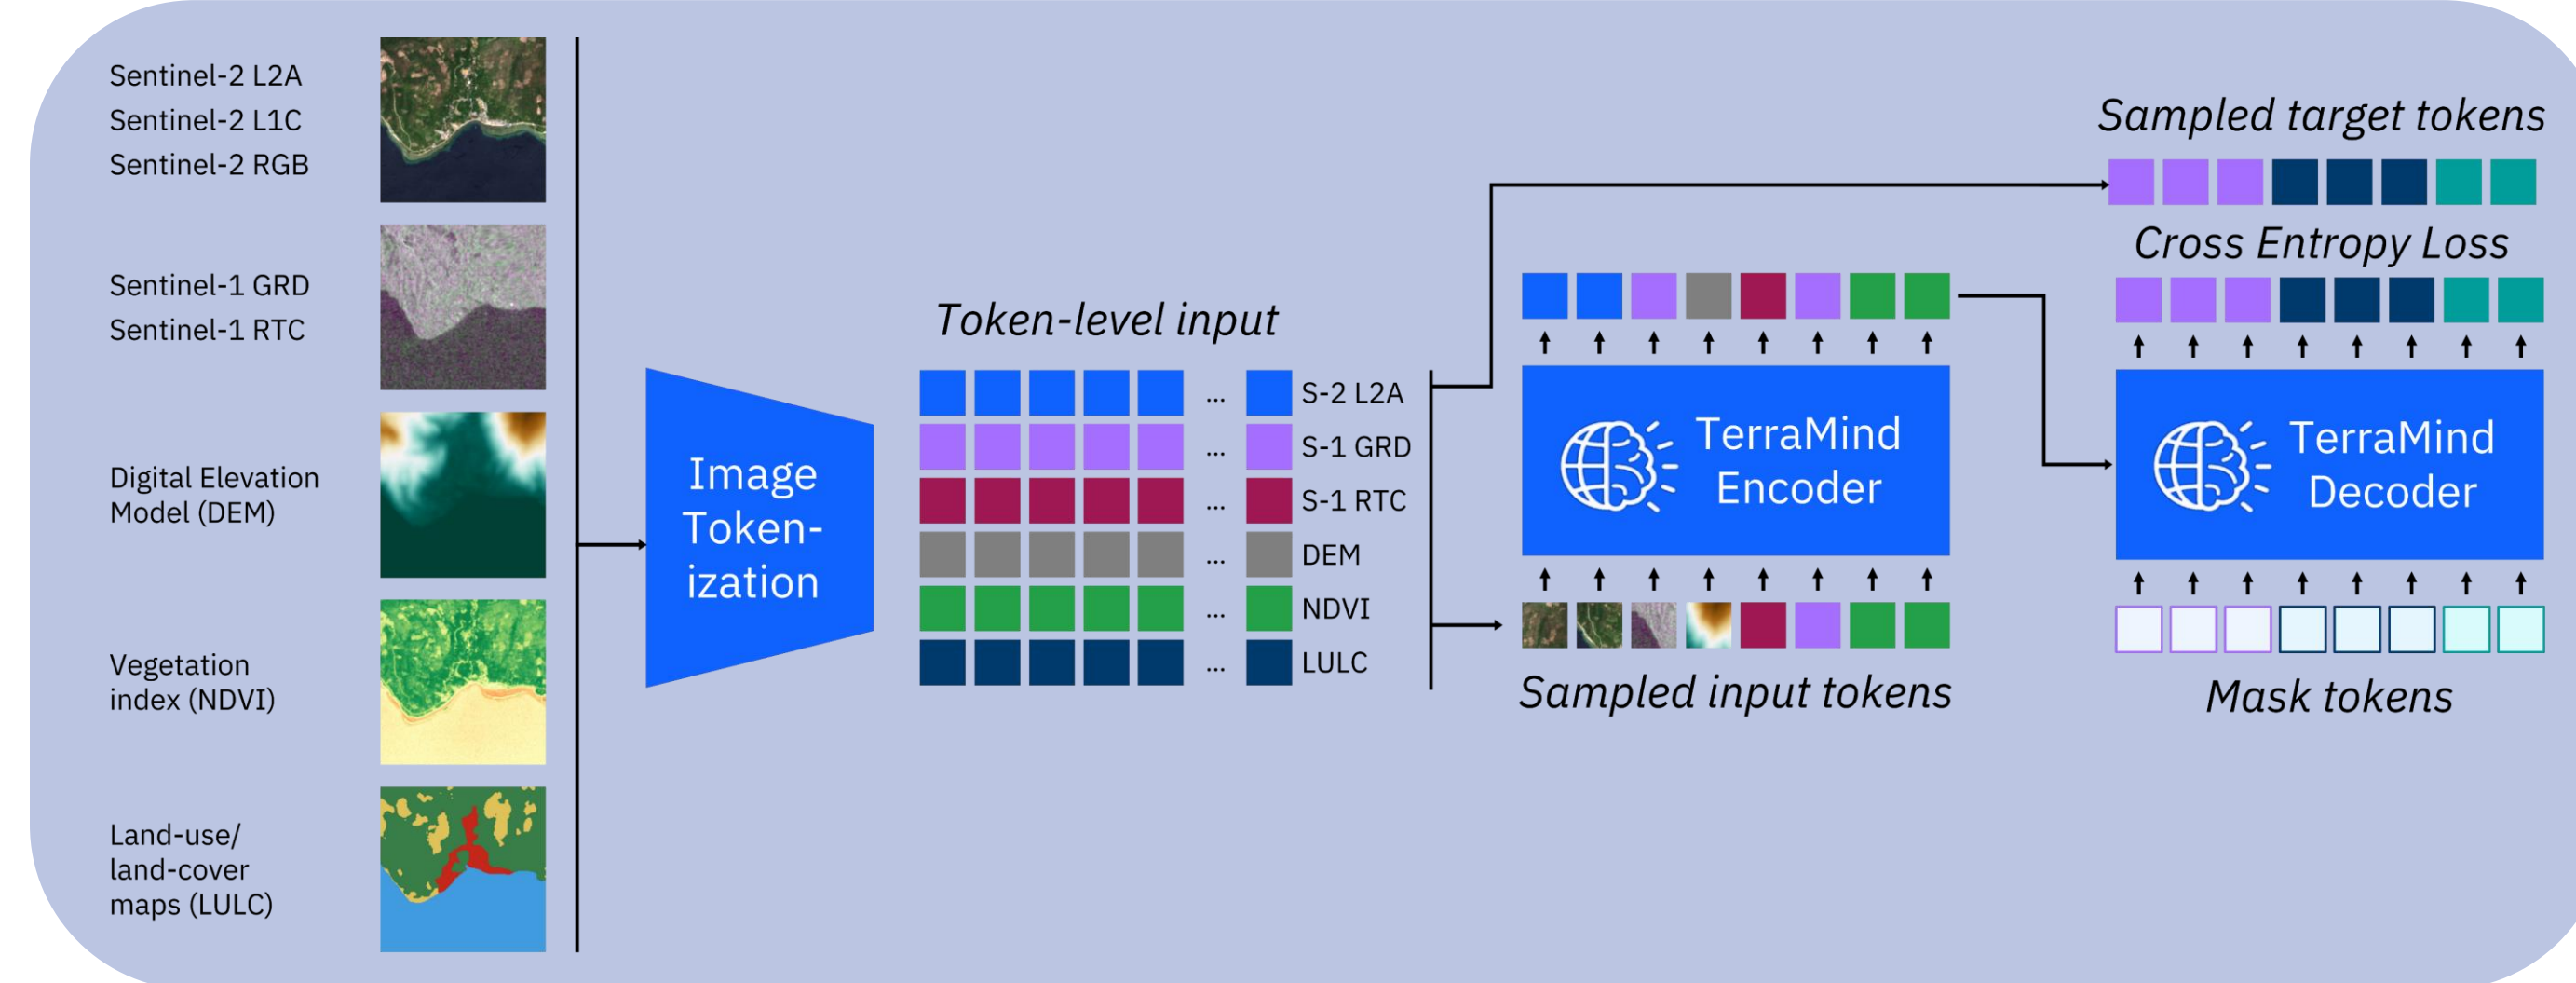 Sentinel-2 L2A
Sentinel-2 L1C
Sentinel-2 RGB
Sentinel-1 GRD
Sentinel-1 RTC
Digital Elevation
Model (DEM)
Vegetation
index (NDVI)
Land-use/
land-cover
maps (LULC)
Image
Token-
ization
Token-level input
... S-2 L2A
... S-1 GRD
... S-1 RTC
... DEM
... NDVI
... LULC
TerraMind
Encoder
Sampled input tokens
Sampled target tokens
Cross Entropy Loss
TerraMind
Decoder
Mask tokens